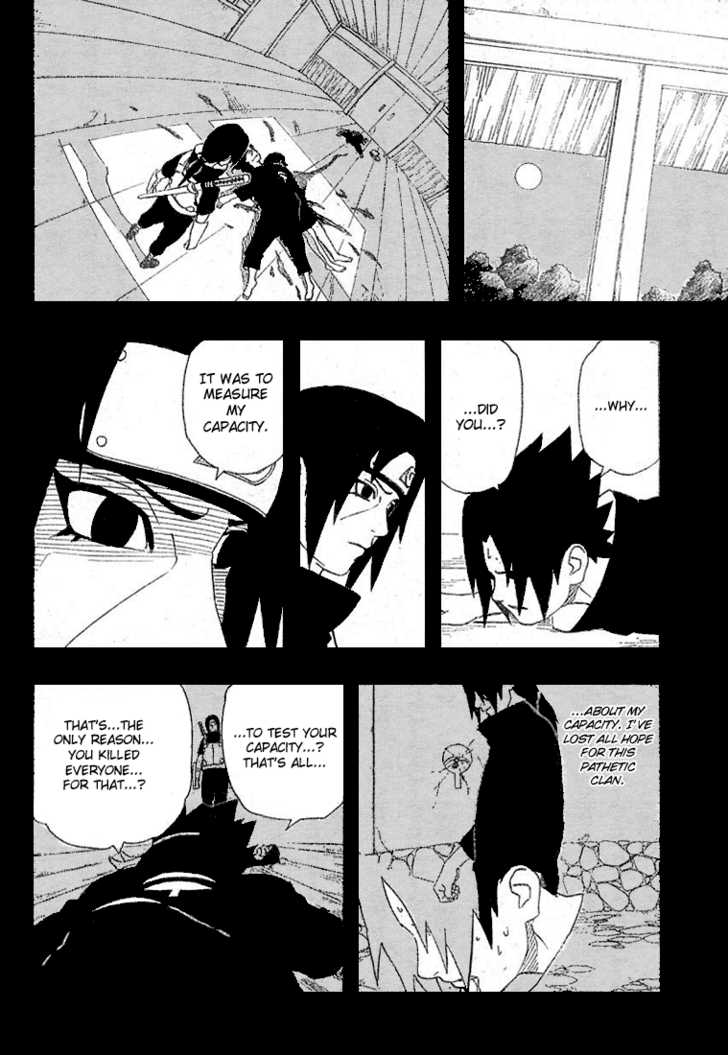 ...WHY...
...DID
YOU...?
IT WAS TO
MEASURE
MY
CAPACITY.
...ABOUT MY
CAPACITY. I'VE
LOST ALL HOPE
FOR THIS
PATHETIC
CLAN.
...TO TEST YOUR
CAPACITY...?
THAT'S ALL...
THAT'S...THE
ONLY REASON...
YOU KILLED
EVERYONE...
FOR THAT...?